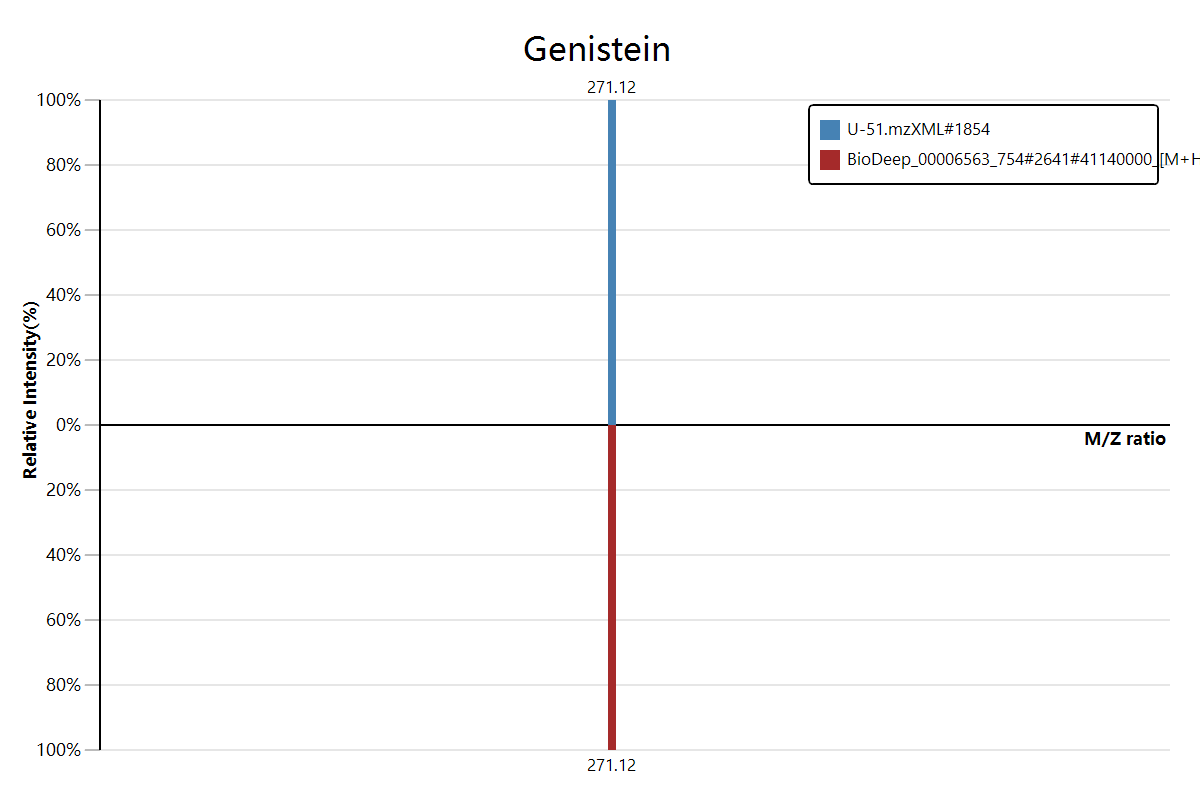 Genistein
271.12
100%
U-51.mzXML#1854
BioDeep_00006563_754#2641#41140000_[M+H
80%
60%
40%
20%
0%
Relative Intensity(%)
M/Z ratio
20%
40%
60%
80%
100%
271.12